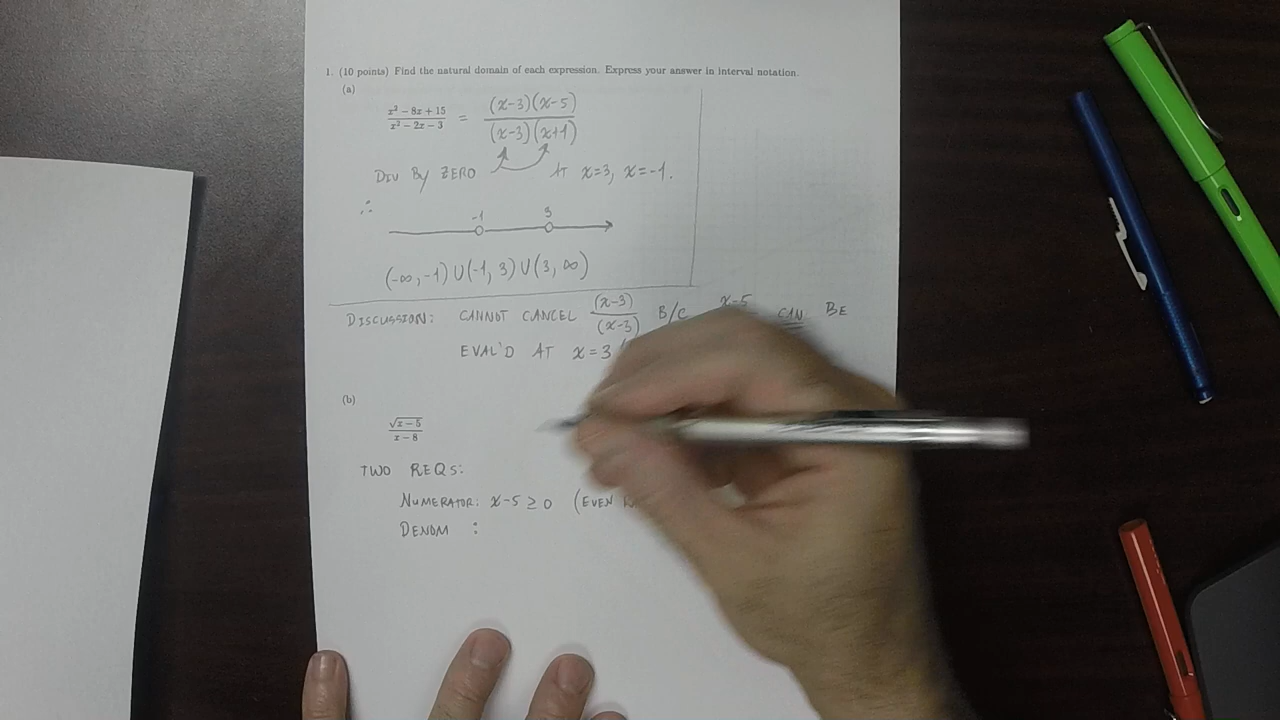 1. (10 points) Find the natural domain of each expression. Express your answer in interval notation.
(a)
x² − 8x + 15 / x² − 2x − 3 = (x-3)(x-5) / (x-3)(x+1)
DIV BY ZERO AT x=3, x=-1.
∴
-1 3
(-∞, -1) ∪ (-1, 3) ∪ (3, ∞)
DISCUSSION: CANNOT CANCEL (x-3) / (x-3) B/C x-5 CAN BE
EVAL'D AT x=3
(b)
√x − 5 / x − 8
TWO REQS:
NUMERATOR: x-5 ≥ 0 (EVEN
DENOM :